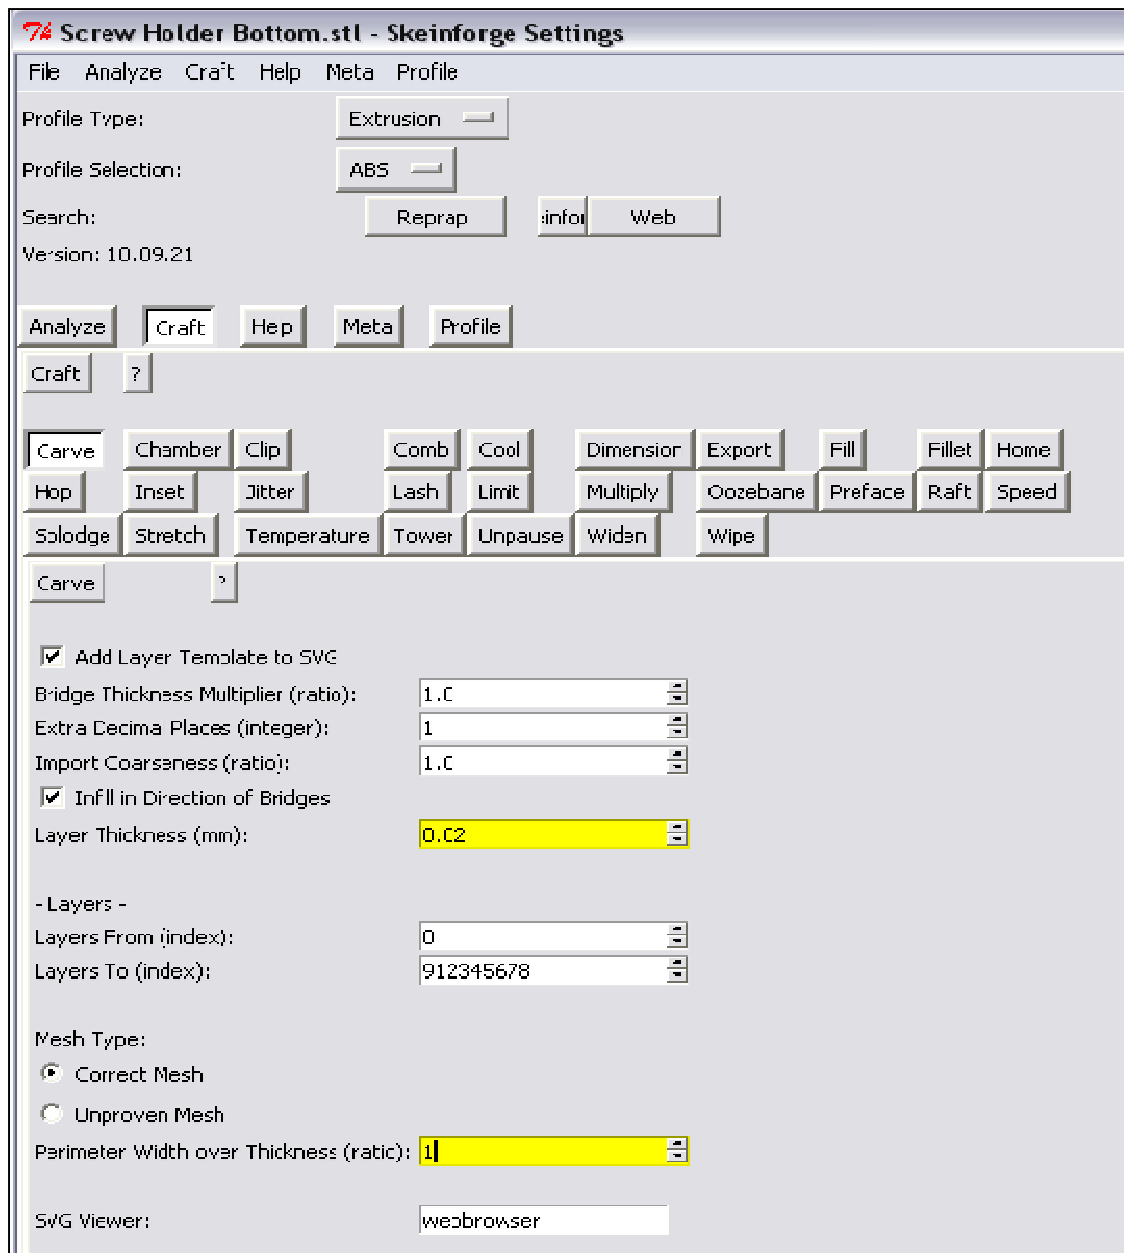 Screw Holder Bottom.stl - Skeinforge Settings
File Analyze Craft Help Meta Profile
Profile Type: Extrusion
Profile Selection: ABS
Search: Reprap einfor Web
Version: 10.09.21
Analyze Craft Help Meta Profile
Craft ?
Carve Chamber Clip Comb Cool Dimension Export Fill Fillet Home
Hop Inset Jitter Lash Limit Multiply Oozebane Preface Raft Speed
Splodge Stretch Temperature Tower Unpause Widen Wipe
Carve ?
Add Layer Template to SVG
Bridge Thickness Multiplier (ratio): 1.0
Extra Decimal Places (integer): 1
Import Coarseness (ratio): 1.0
Infill in Direction of Bridges
Layer Thickness (mm): 0.02
- Layers -
Layers From (index): 0
Layers To (index): 912345678
Mesh Type:
Correct Mesh
Unproven Mesh
Perimeter Width over Thickness (ratio): 1
SVG Viewer: webbrowser